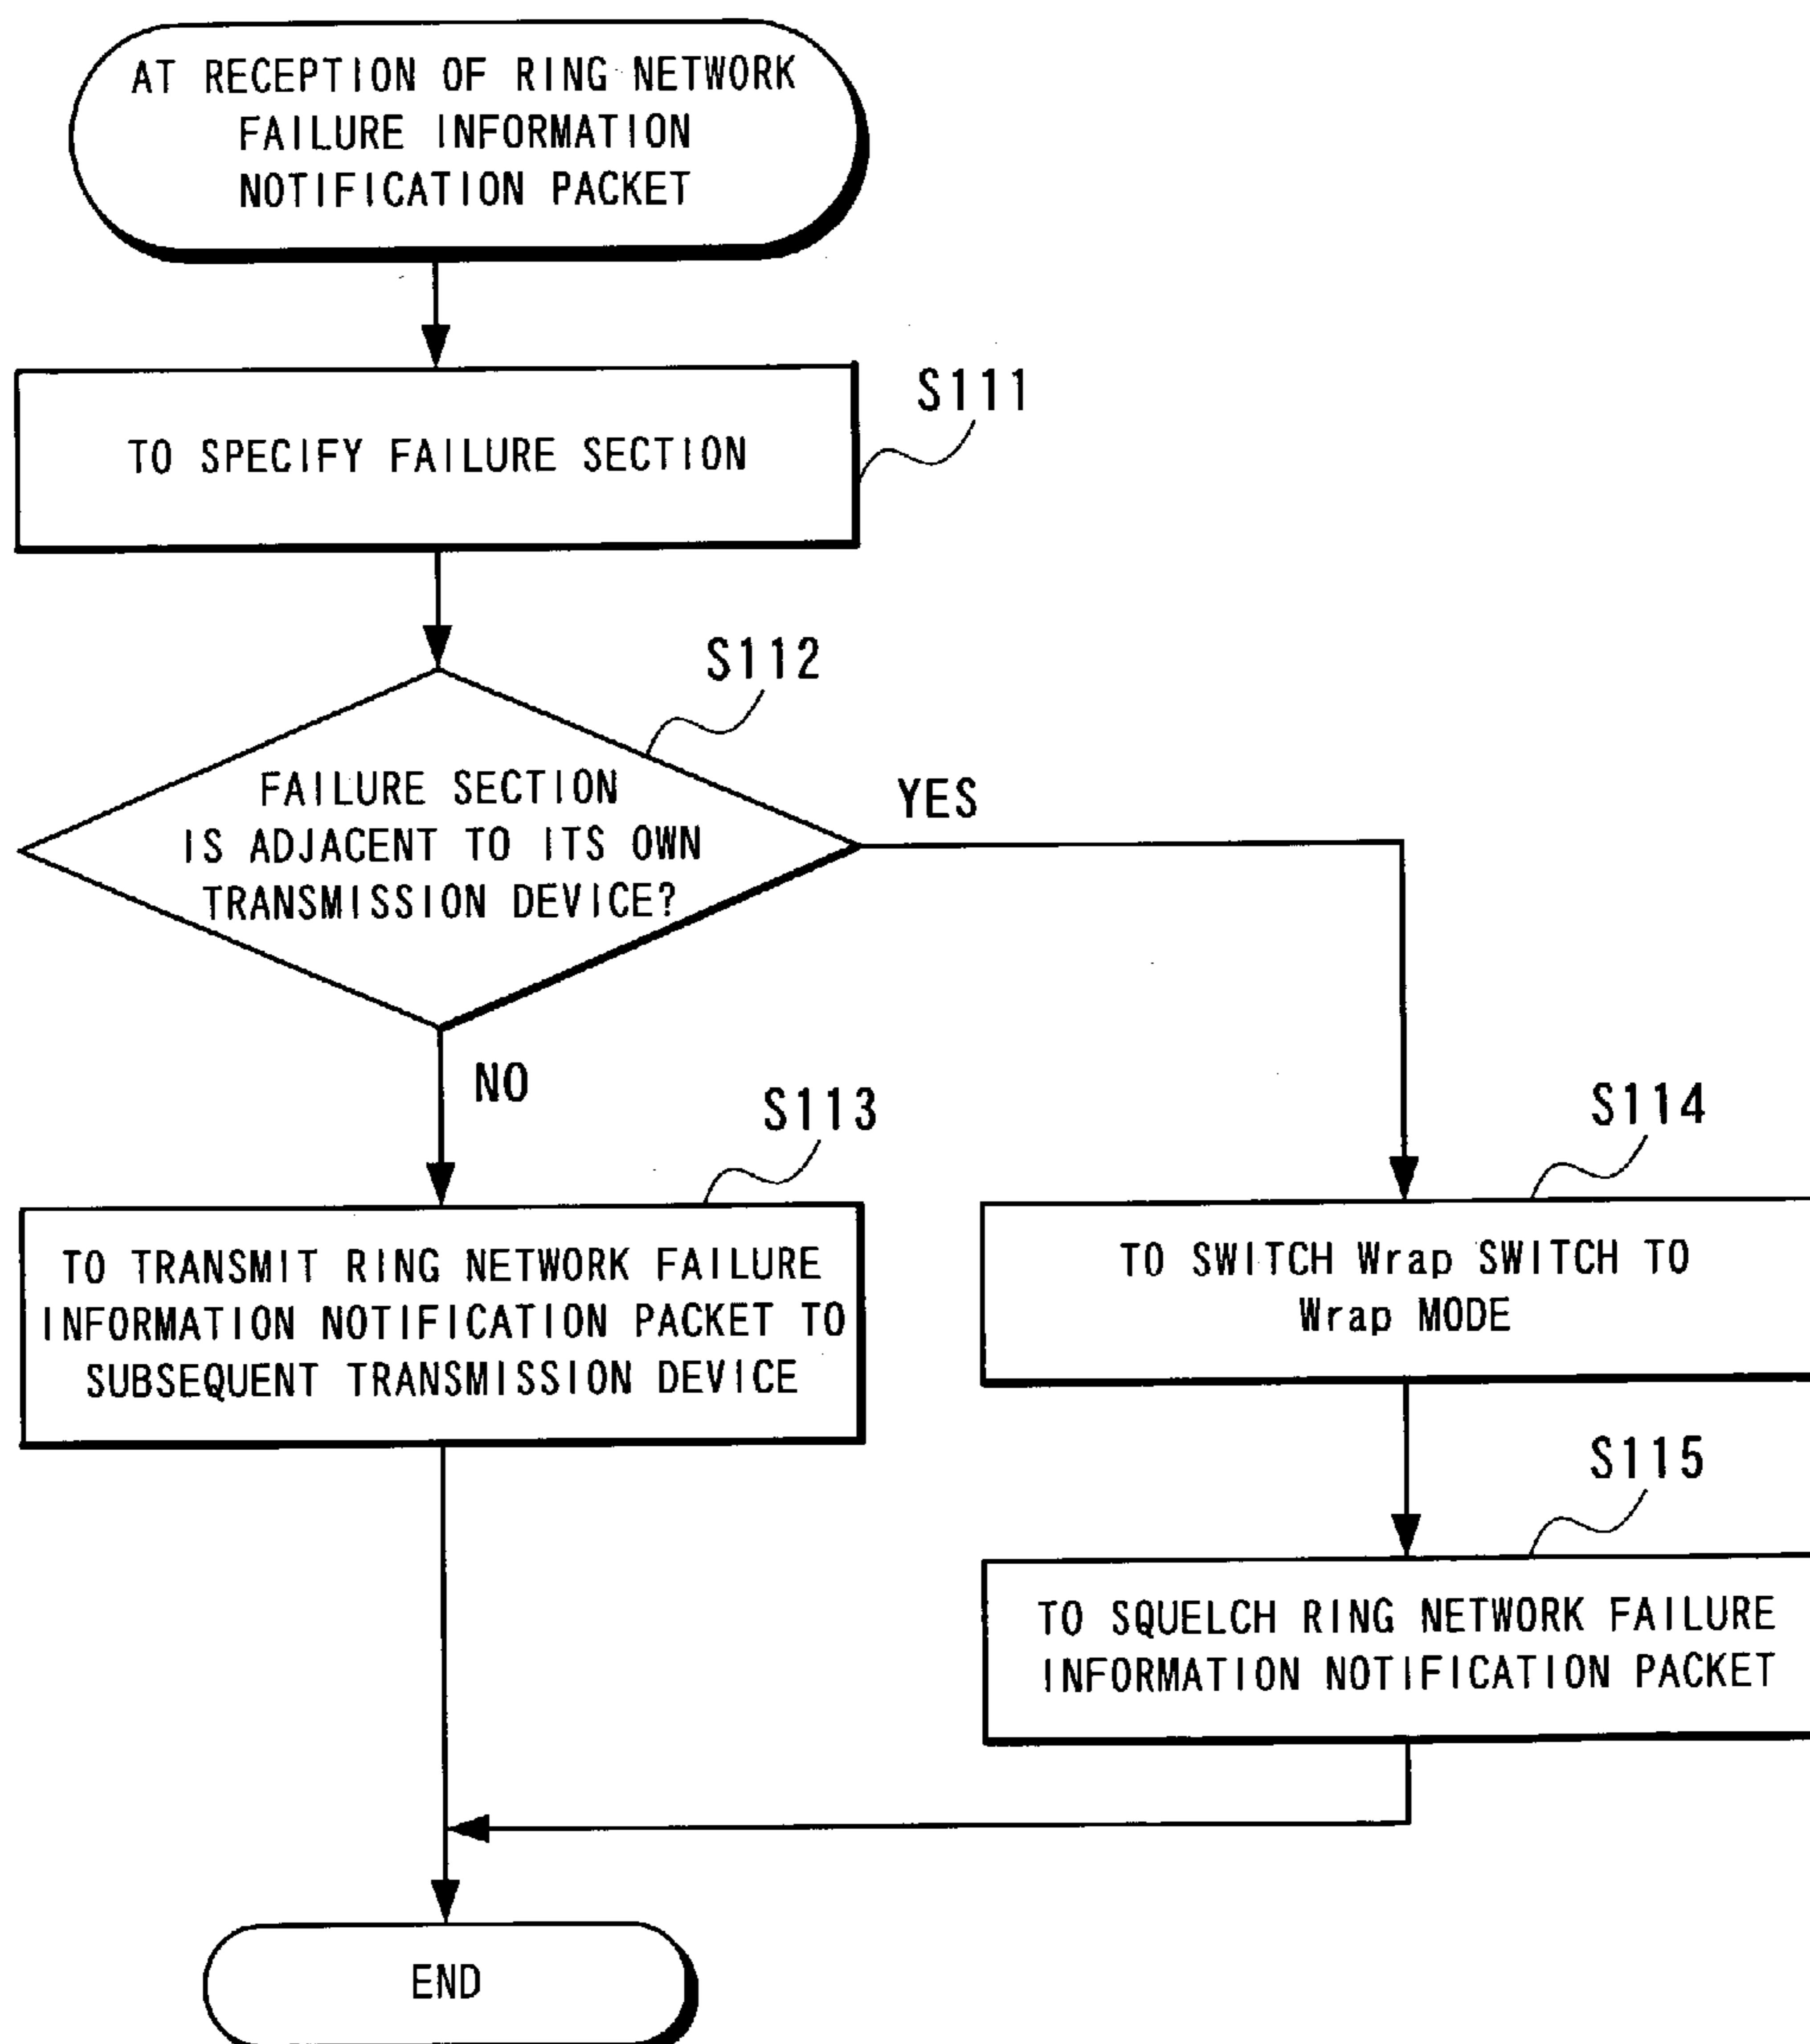 AT RECEPTION OF RING NETWORK
FAILURE INFORMATION
NOTIFICATION PACKET
S111
TO SPECIFY FAILURE SECTION
S112
FAILURE SECTION
IS ADJACENT TO ITS OWN
TRANSMISSION DEVICE?
YES
NO
S113
TO TRANSMIT RING NETWORK FAILURE
INFORMATION NOTIFICATION PACKET TO
SUBSEQUENT TRANSMISSION DEVICE
S114
TO SWITCH Wrap SWITCH TO
Wrap MODE
S115
TO SQUELCH RING NETWORK FAILURE
INFORMATION NOTIFICATION PACKET
END